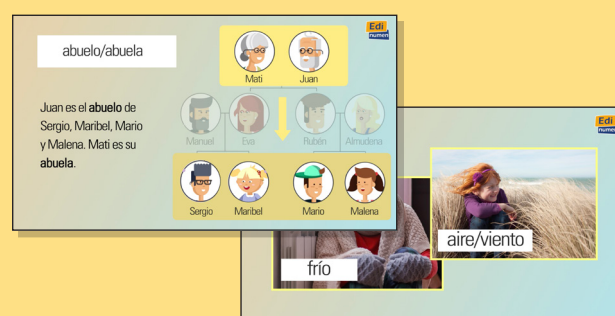 abuelo/abuela
Edi
numen
Mati Juan
Juan es el abuelo de
Sergio, Maribel, Mario
y Malena. Mati es su
abuela.
Manuel Eva Rubén Almudena
Sergio Maribel Mario Malena
Edi
numen
aire/viento
frío